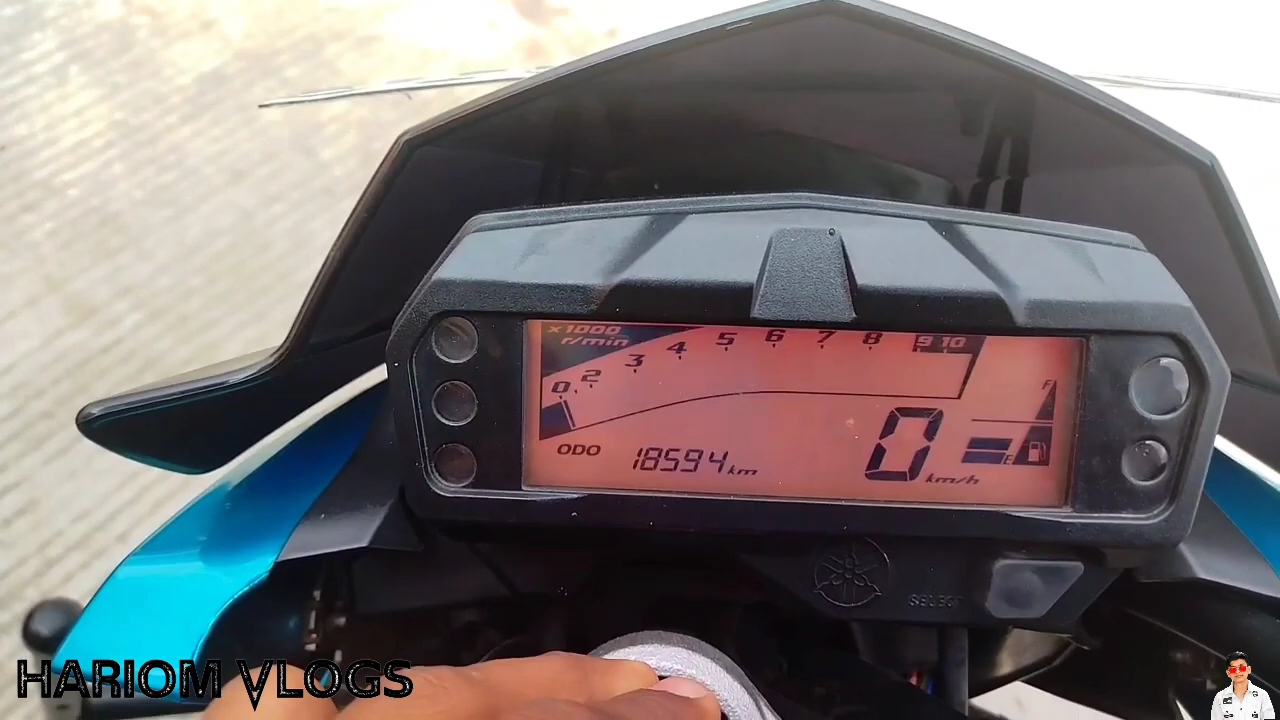 x1000
r/min
0 2 3 4 5 6 7 8 9 10
F
ODO 18594 km
0 km/h
E
SELECT
HARIOM VLOGS